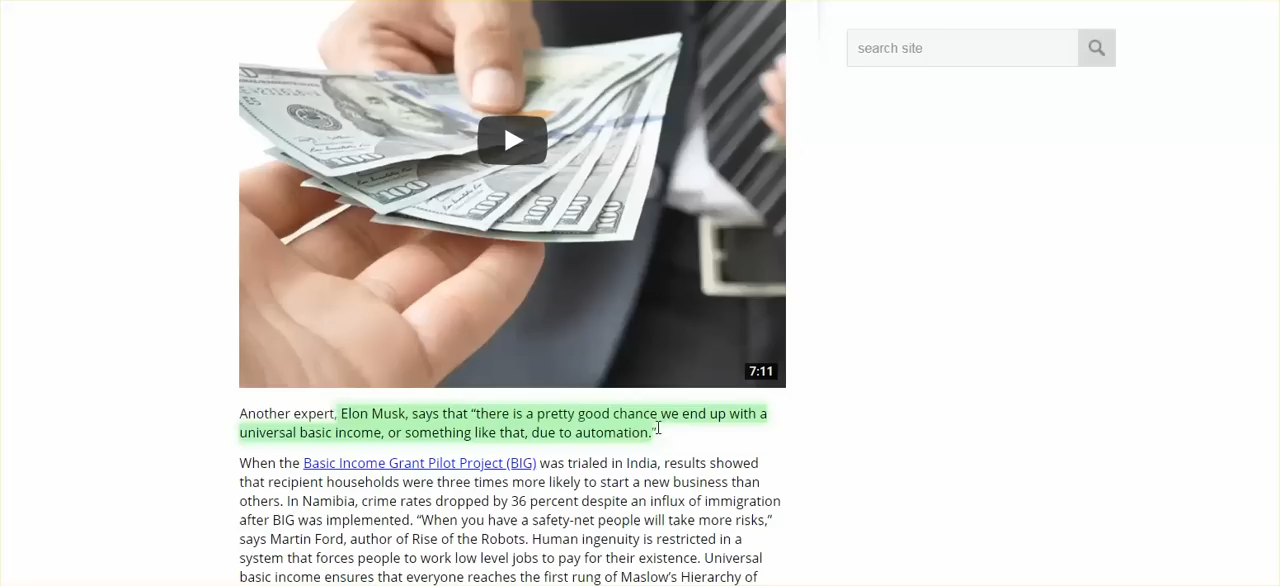 search site
100
100
100
100
100
7:11
Another expert, Elon Musk, says that “there is a pretty good chance we end up with a
universal basic income, or something like that, due to automation.”
When the Basic Income Grant Pilot Project (BIG) was trialed in India, results showed
that recipient households were three times more likely to start a new business than
others. In Namibia, crime rates dropped by 36 percent despite an influx of immigration
after BIG was implemented. “When you have a safety-net people will take more risks,”
says Martin Ford, author of Rise of the Robots. Human ingenuity is restricted in a
system that forces people to work low level jobs to pay for their existence. Universal
basic income ensures that everyone reaches the first rung of Maslow’s Hierarchy of